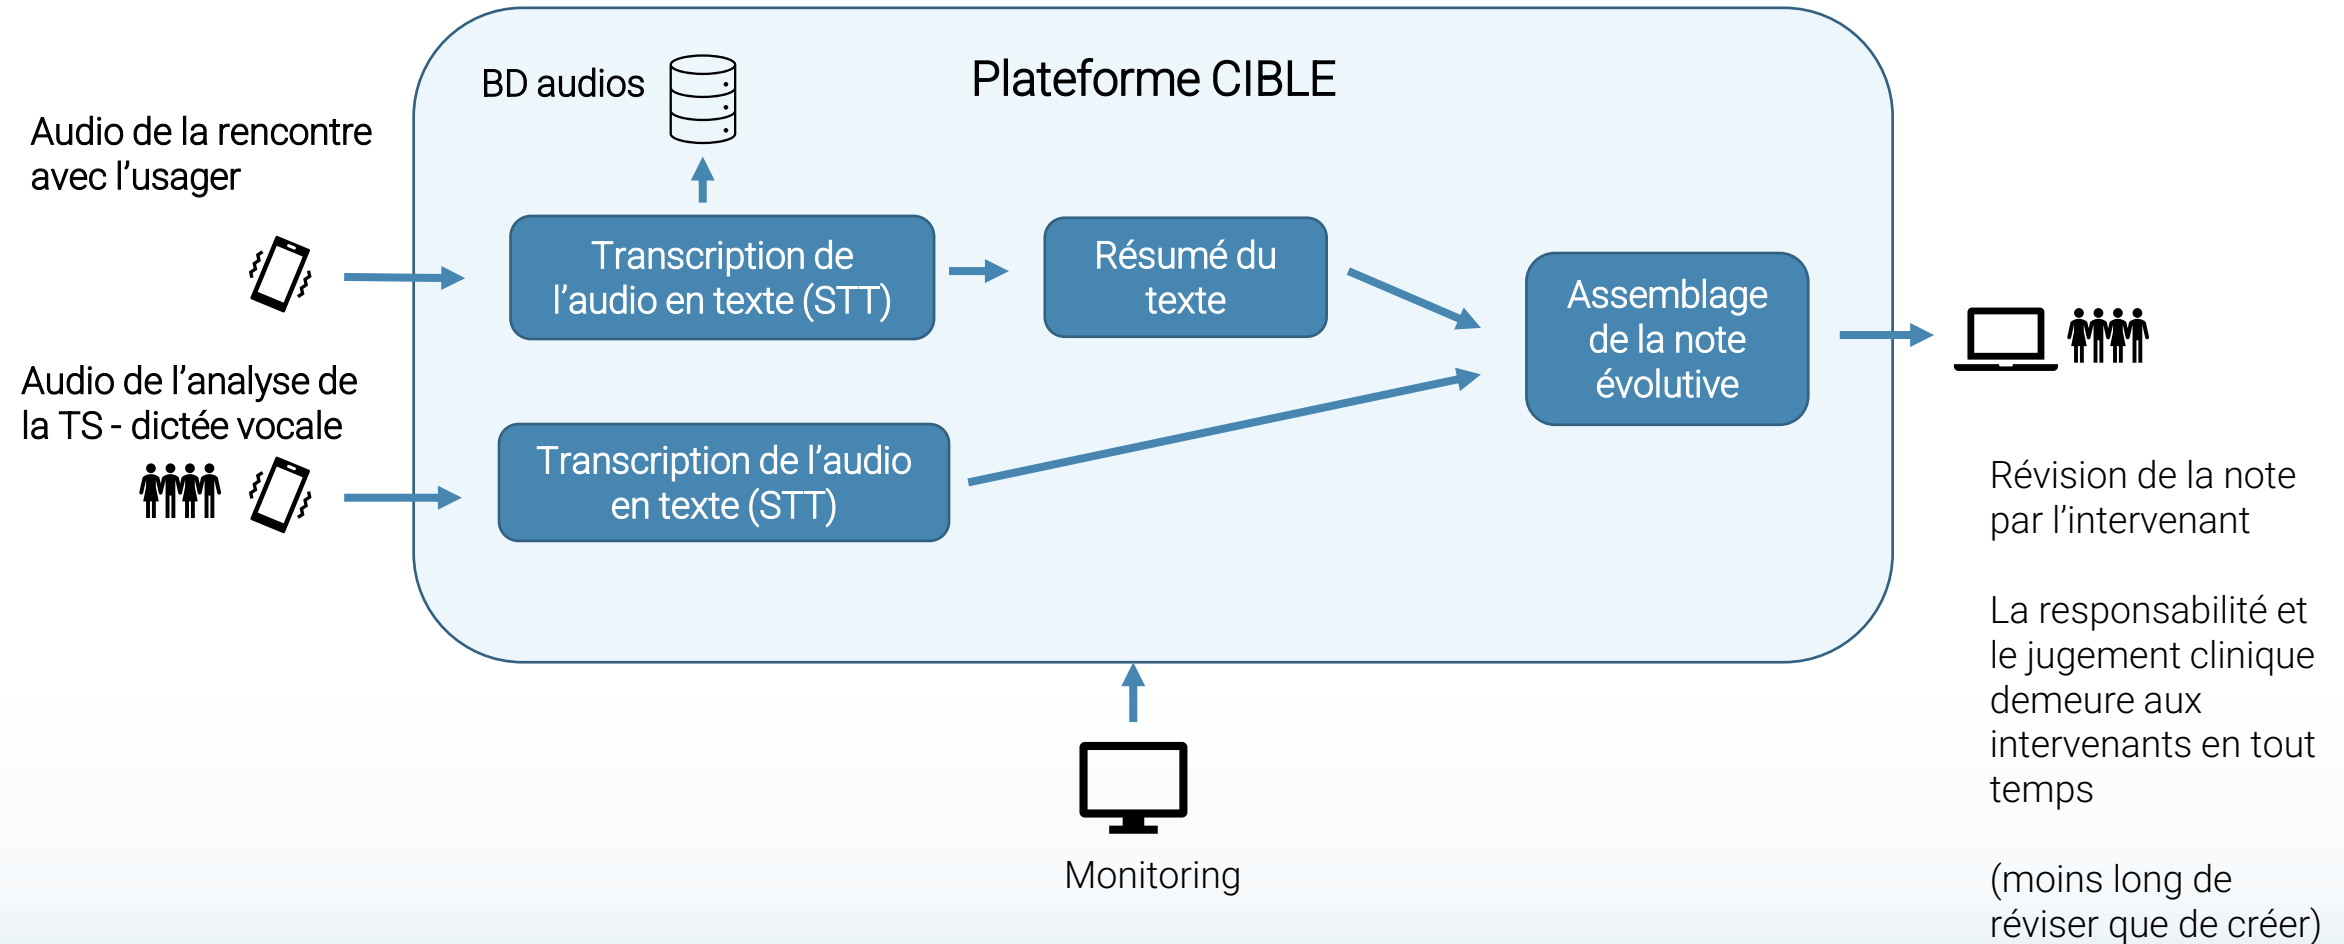 Plateforme CIBLE
BD audios
Audio de la rencontre
avec l’usager
Transcription de
l’audio en texte (STT)
Résumé du
texte
Assemblage
de la note
évolutive
Audio de l’analyse de
la TS - dictée vocale
Transcription de l’audio
en texte (STT)
Révision de la note
par l’intervenant
La responsabilité et
le jugement clinique
demeure aux
intervenants en tout
temps
(moins long de
réviser que de créer)
Monitoring